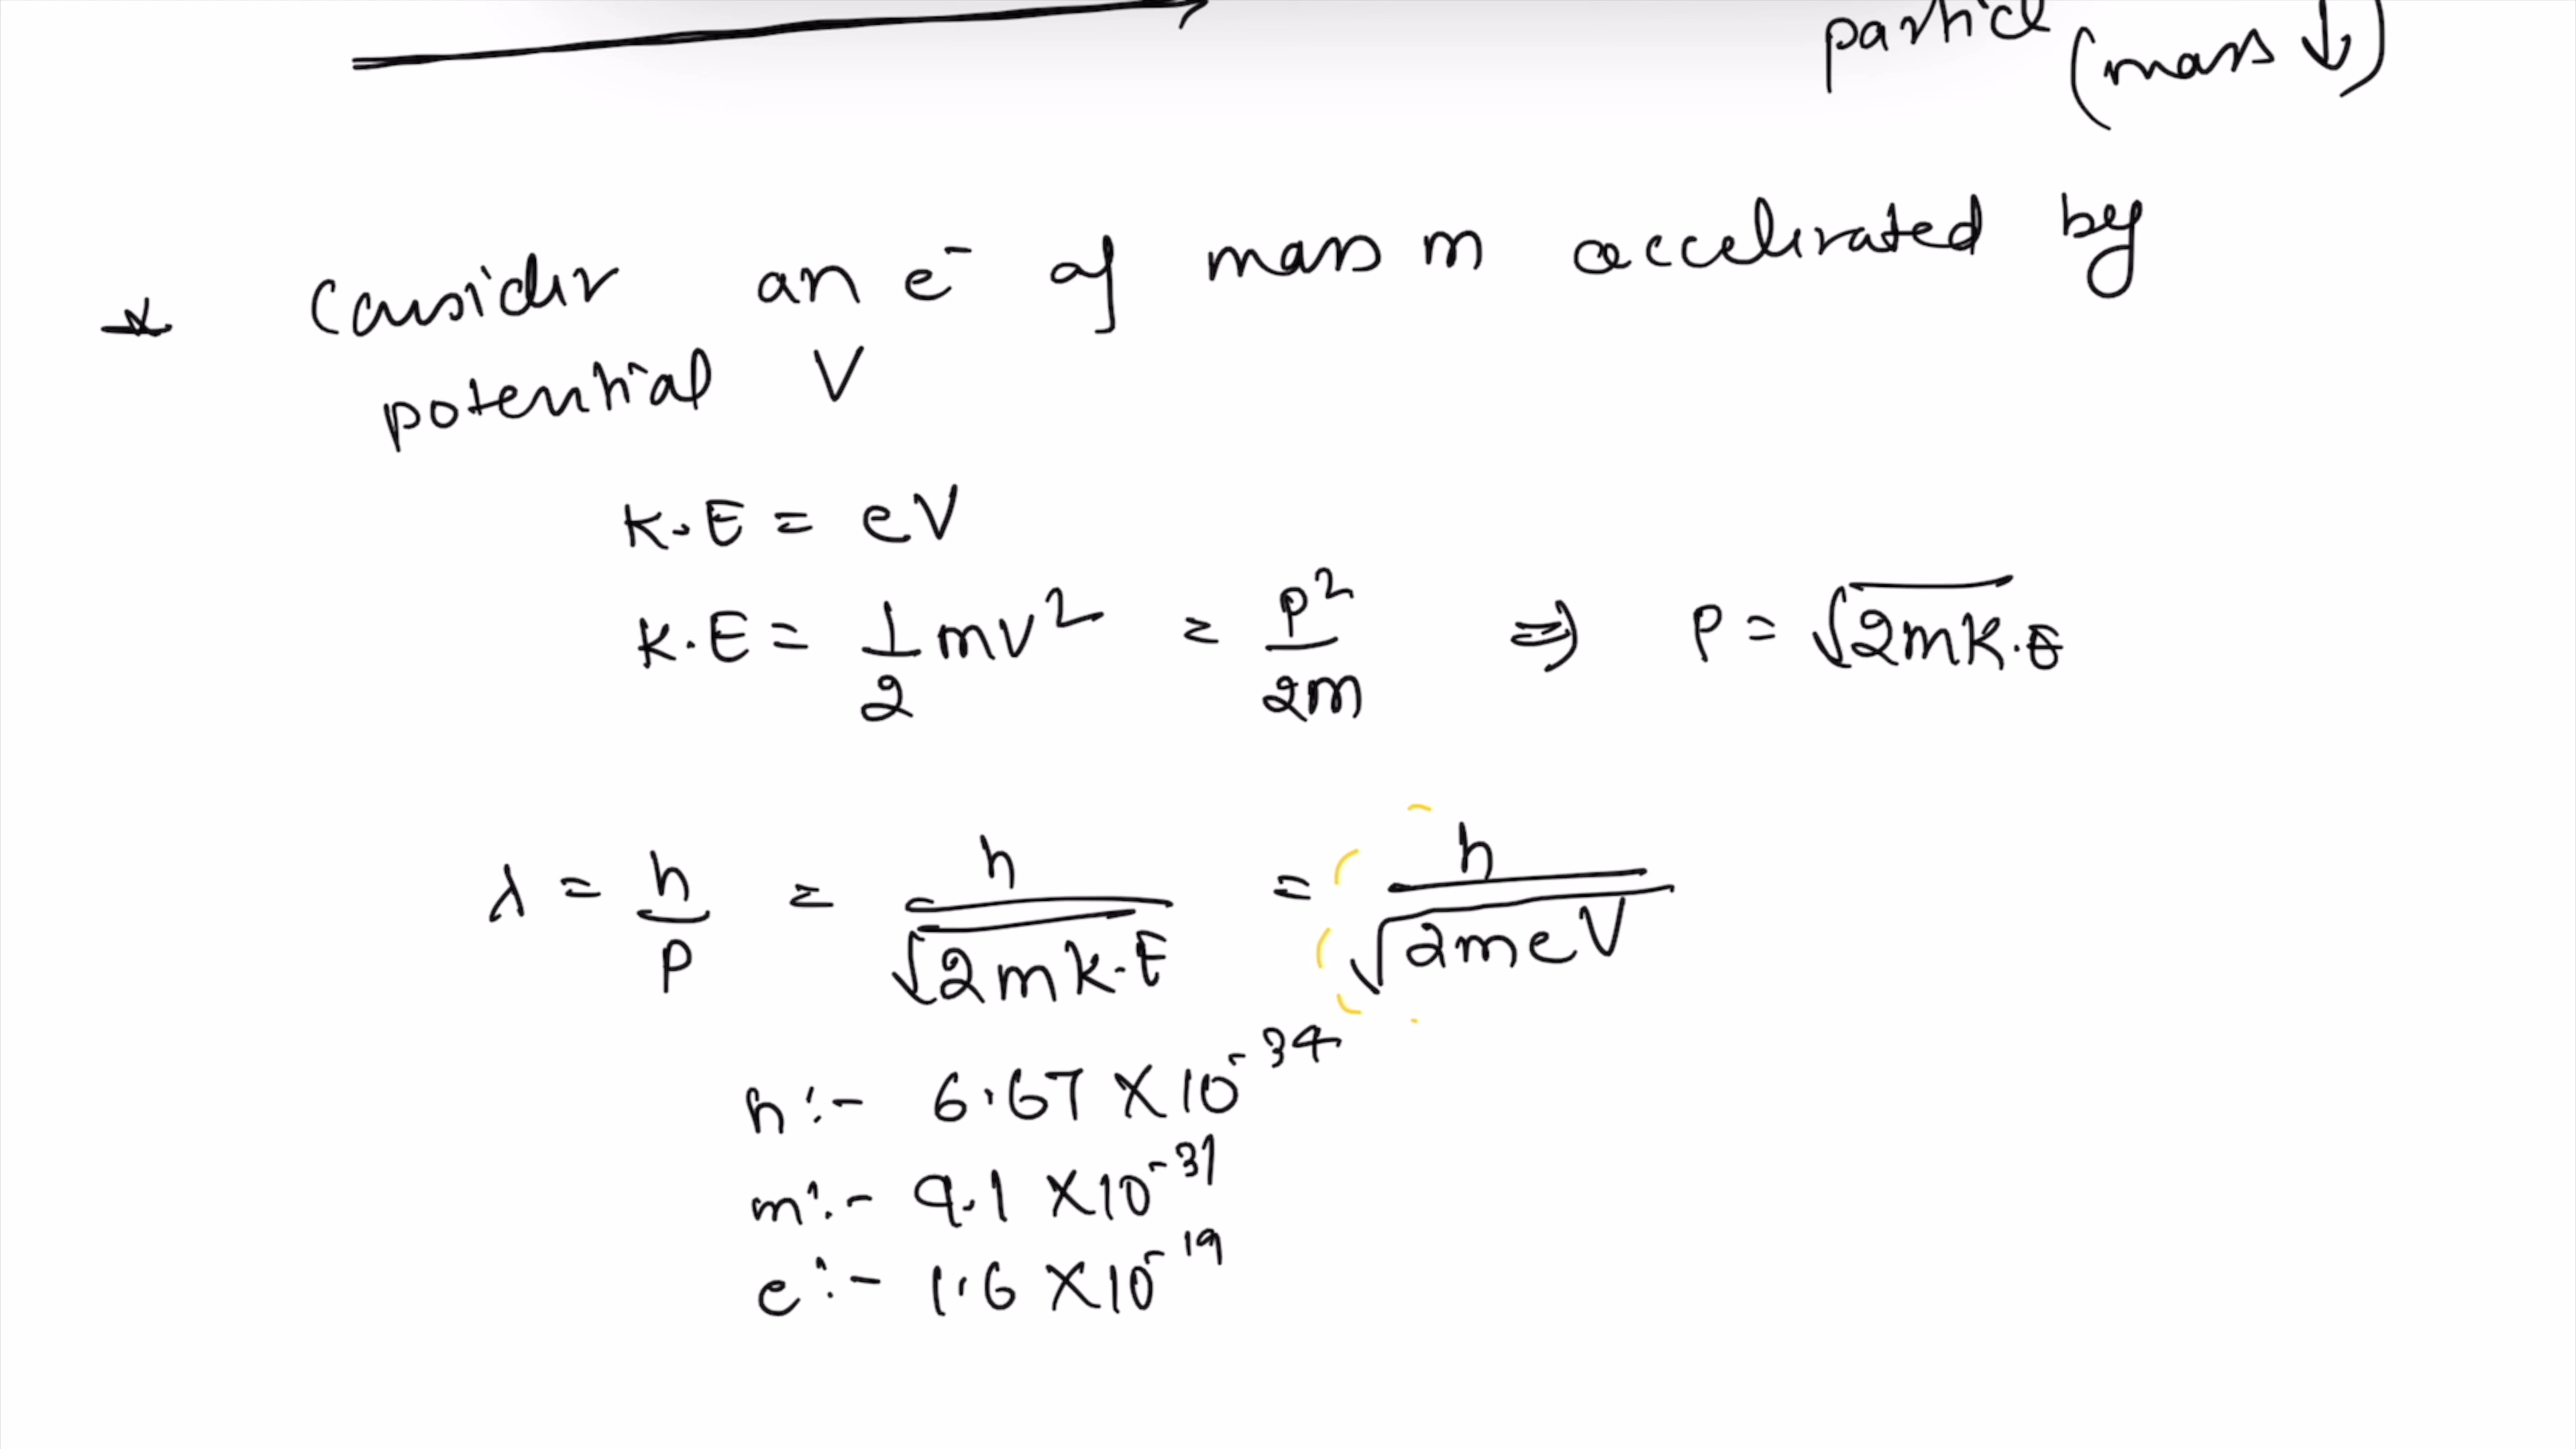 (mass ↓)
* Consider an e⁻ of mass m accelerated by
potential V
K.E = eV
K.E = 1/2 mv² = p²/2m ⇒ P = √2mK.E
λ = h/p = h/√2mK.E = h/√2meV
h :- 6.67 × 10⁻³⁴
m :- 9.1 × 10⁻³¹
e :- 1.6 × 10⁻¹⁹